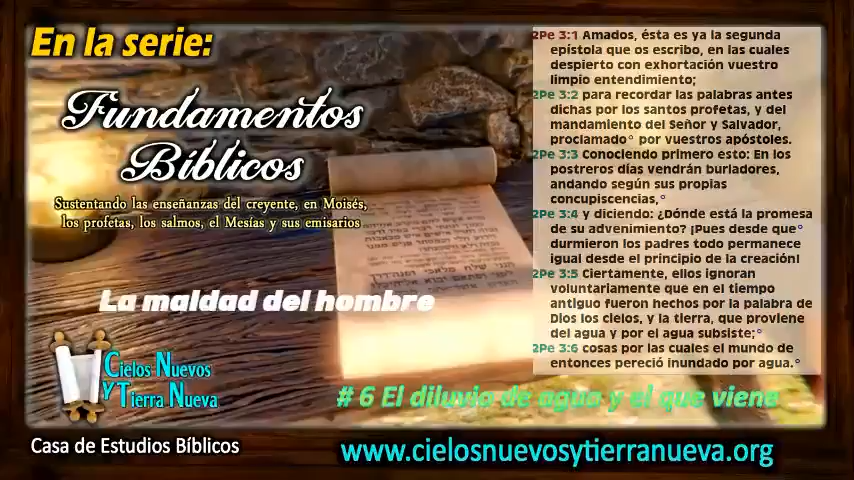 En la serie:
Fundamentos
Bíblicos
Sustentando las enseñanzas del creyente, en Moisés,
los profetas, los salmos, el Mesías y sus emisarios
La maldad del hombre
Cielos Nuevos
Y Tierra Nueva
Casa de Estudios Bíblicos
2Pe 3:1 Amados, ésta es ya la segunda
epístola que os escribo, en las cuales
despierto con exhortación vuestro
limpio entendimiento;
2Pe 3:2 para recordar las palabras antes
dichas por los santos profetas, y del
mandamiento del Señor y Salvador,
proclamado° por vuestros apóstoles.
2Pe 3:3 Conociendo primero esto: En los
postreros días vendrán burladores,
andando según sus propias
concupiscencias,°
2Pe 3:4 y diciendo: ¿Dónde está la promesa
de su advenimiento? ¡Pues desde que°
durmieron los padres todo permanece
igual desde el principio de la creación!
2Pe 3:5 Ciertamente, ellos ignoran
voluntariamente que en el tiempo
antiguo fueron hechos por la palabra de
Dios los cielos, y la tierra, que proviene
del agua y por el agua subsiste;°
2Pe 3:6 cosas por las cuales el mundo de
entonces pereció inundado por agua.°
# 6 El diluvio de agua y el que viene
www.cielosnuevosytierranueva.org